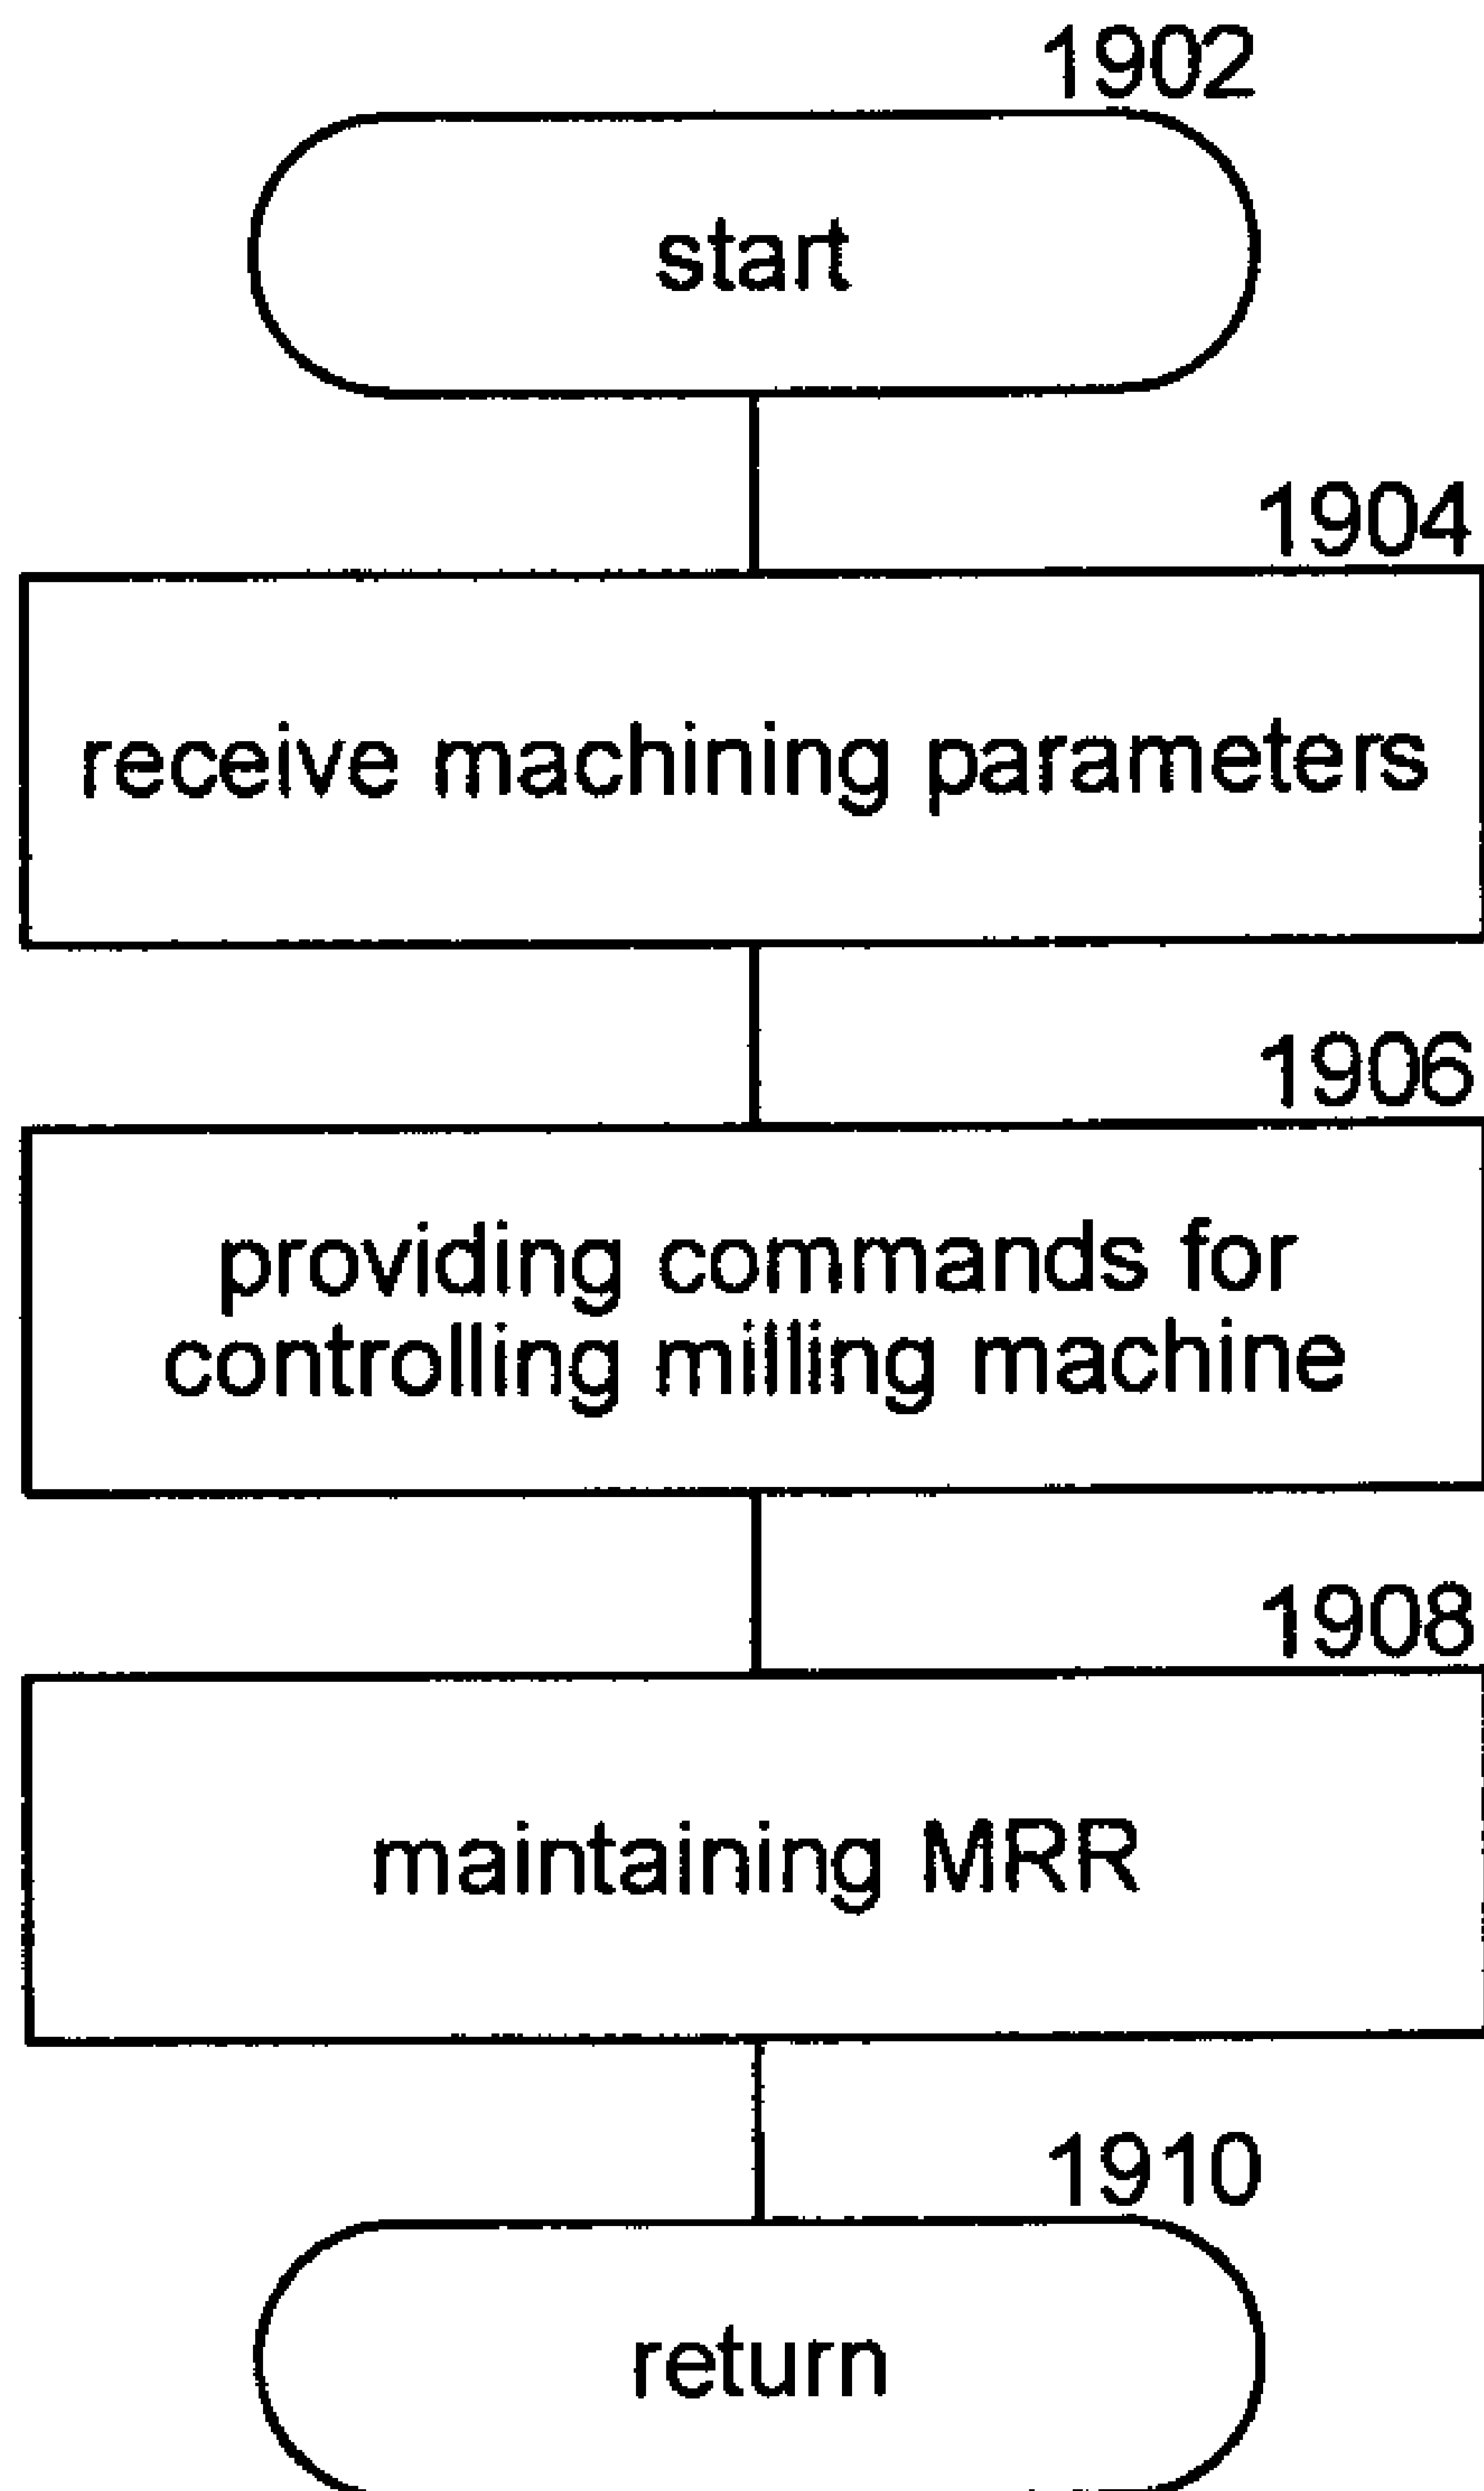 1902
start
1904
receive machining parameters
1906
providing commands for
controlling milling machine
1908
maintaining MRR
1910
return